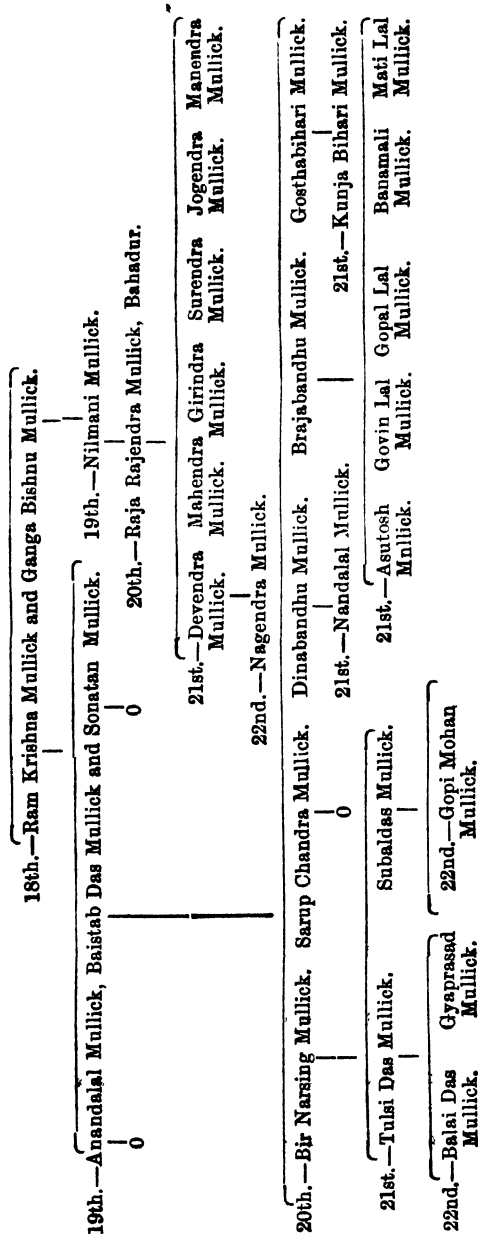 18th.—Ram Krishna Mullick and Ganga Bishnu Mullick.
19th.—Anandalal Mullick, Baistab Das Mullick and Sonatan Mullick. 19th.—Nilmani Mullick.
O O 20th.—Raja Rajendra Mullick, Bahadur.
21st.—Devendra Mahendra Girindra Surendra Jogendra Manendra
Mullick. Mullick. Mullick. Mullick. Mullick. Mullick.
22nd.—Nagendra Mullick.
20th.—Bir Narsing Mullick. Sarup Chandra Mullick. Dinabandhu Mullick. Brajabandhu Mullick. Gosthabihari Mullick.
O 21st.—Nandalal Mullick. 21st.—Kunja Bihari Mullick.
21st.—Tulsi Das Mullick. Subaldas Mullick. 21st.—Asutosh Govin Lal Gopal Lal Banamali Mati Lal
Mnllick. Mullick. Mullick. Mullick. Mullick.
22nd.—Balai Das Gyaprasad 22nd.—Gopi Mohan
Mullick. Mullick. Mullick.